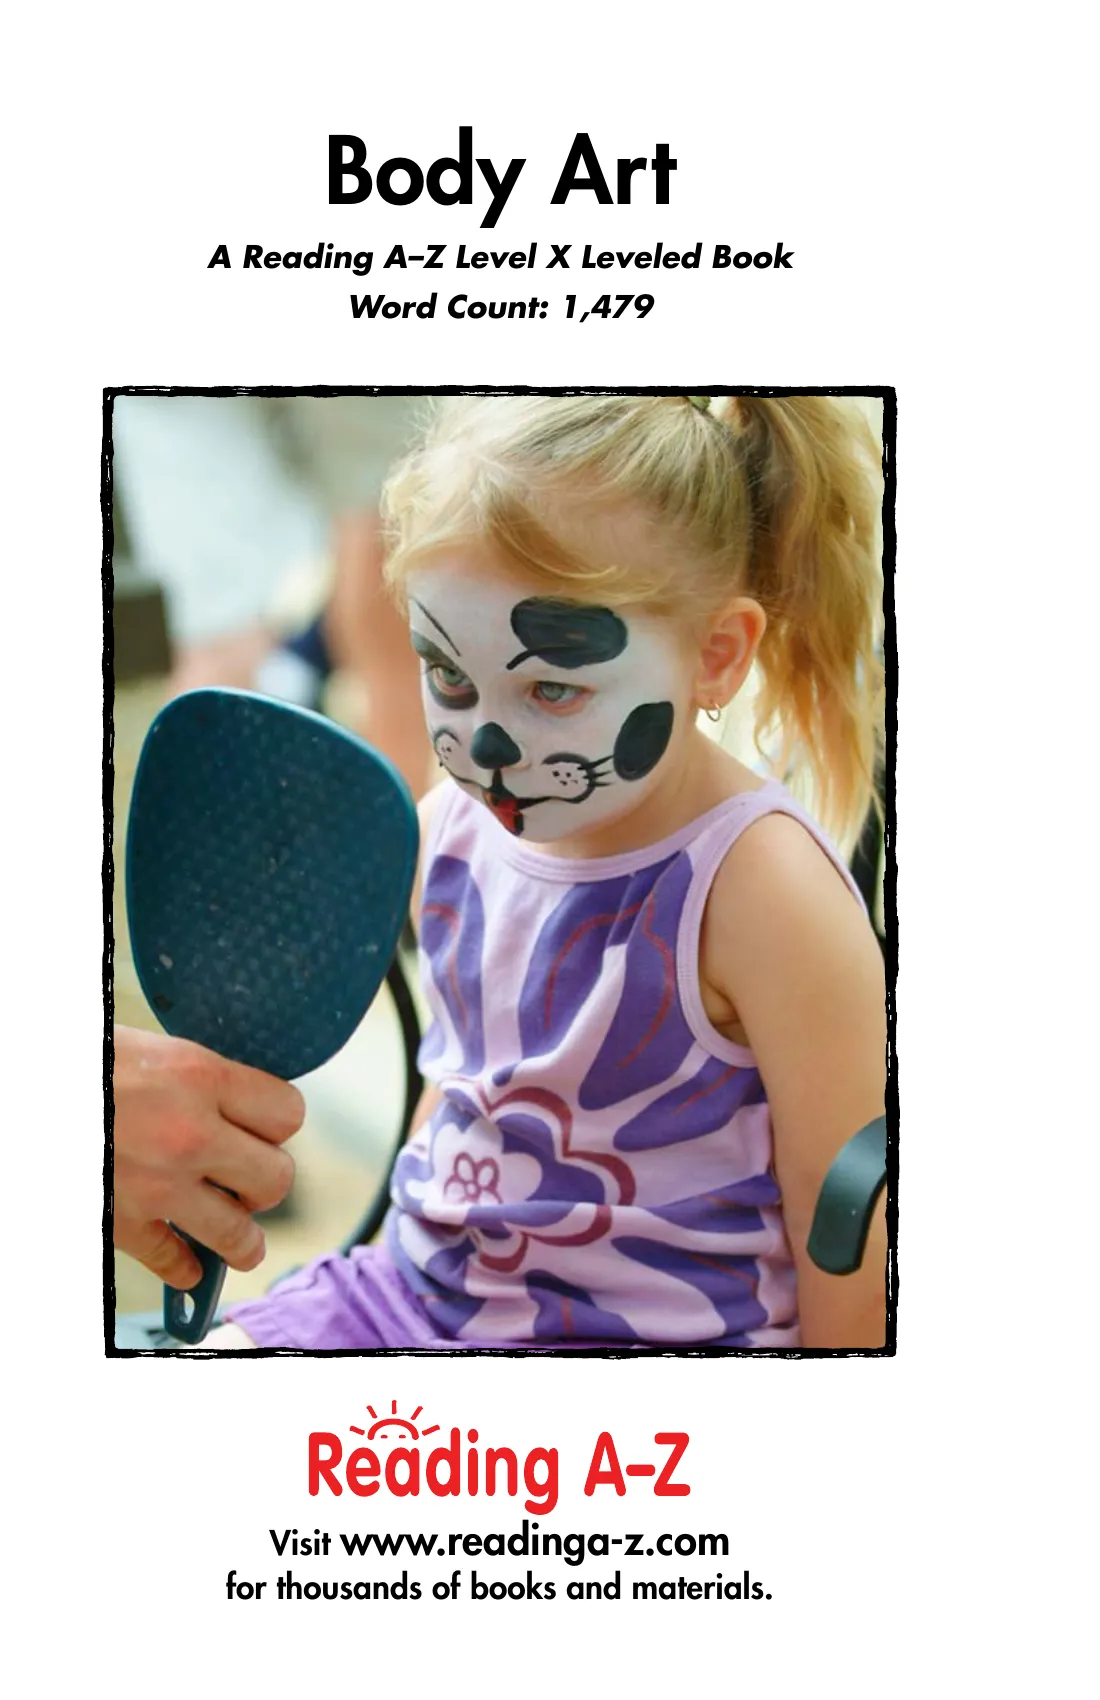 Body Art
A Reading A–Z Level X Leveled Book
Word Count: 1,479
Reading A–Z
Visit www.readinga-z.com
for thousands of books and materials.